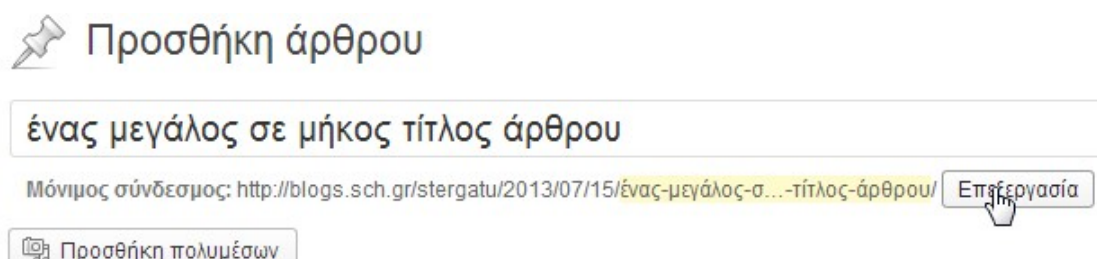 Προσθήκη άρθρου
ένας μεγάλος σε μήκος τίτλος άρθρου
Μόνιμος σύνδεσμος: http://blogs.sch.gr/stergatu/2013/07/15/ένας-μεγάλος-σ...-τίτλος-άρθρου/ Επεξεργασία
Προσθήκη πολυμέσων